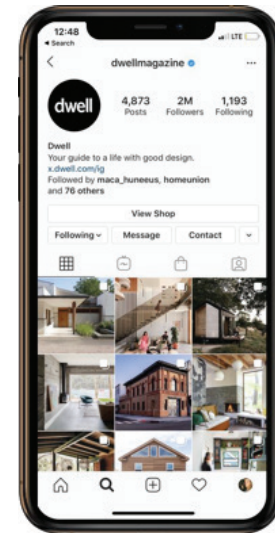 12:48
LTE
◂ Search
dwellmagazine
dwell
4,873 2M 1,193
Posts Followers Following
Dwell
Your guide to a life with good design.
x.dwell.com/ig
Followed by maca_huneeus, homeunion
and 76 others
View Shop
Following Message Contact